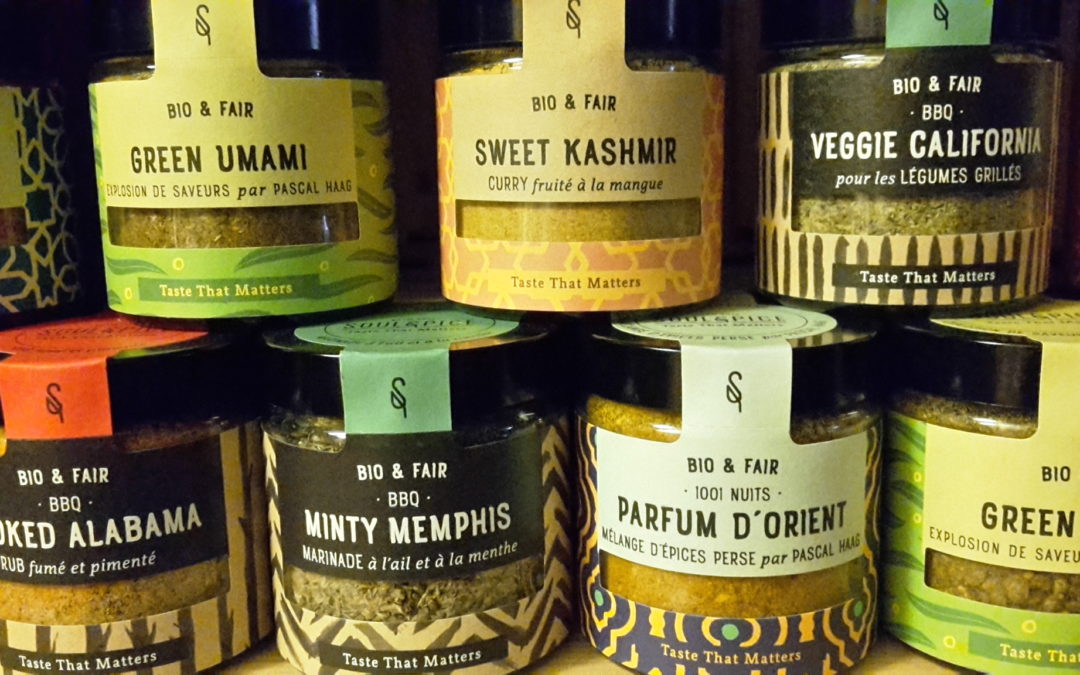 BIO & FAIR
GREEN UMAMI
EXPLOSION DE SAVEURS par PASCAL HAAG
Taste That Matters
BIO & FAIR
SWEET KASHMIR
CURRY fruité à la mangue
Taste That Matters
BIO & FAIR
· BBQ ·
VEGGIE CALIFORNIA
pour les LÉGUMES GRILLÉS
Taste That Matters
BIO & FAIR
· BBQ ·
OKED ALABAMA
RUB fumé et pimenté
Taste That Matters
SOULSPICE
BIO & FAIR
· BBQ ·
MINTY MEMPHIS
MARINADE à l'ail et à la menthe
Taste That Matters
SOULSPICE
BIO & FAIR
· 1001 NUITS ·
PARFUM D´ORIENT
MÉLANGE D'ÉPICES PERSE par PASCAL HAAG
Taste That Matters
BIO
GREEN
EXPLOSION DE SAVEU
Taste That